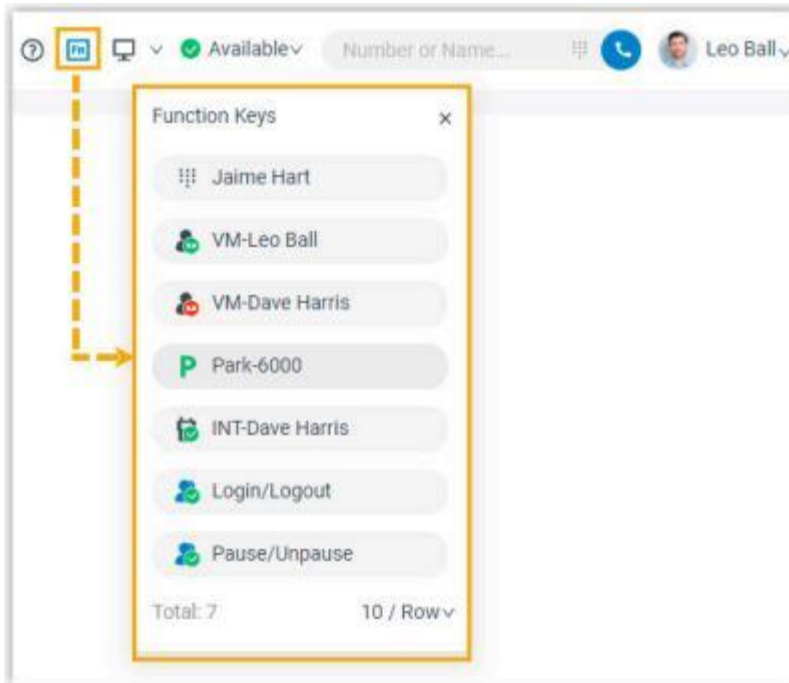 Fn Available Number or Name... Leo Ball
Function Keys
Jaime Hart
VM-Leo Ball
VM-Dave Harris
P Park-6000
INT-Dave Harris
Login/Logout
Pause/Unpause
Total: 7 10 / Row